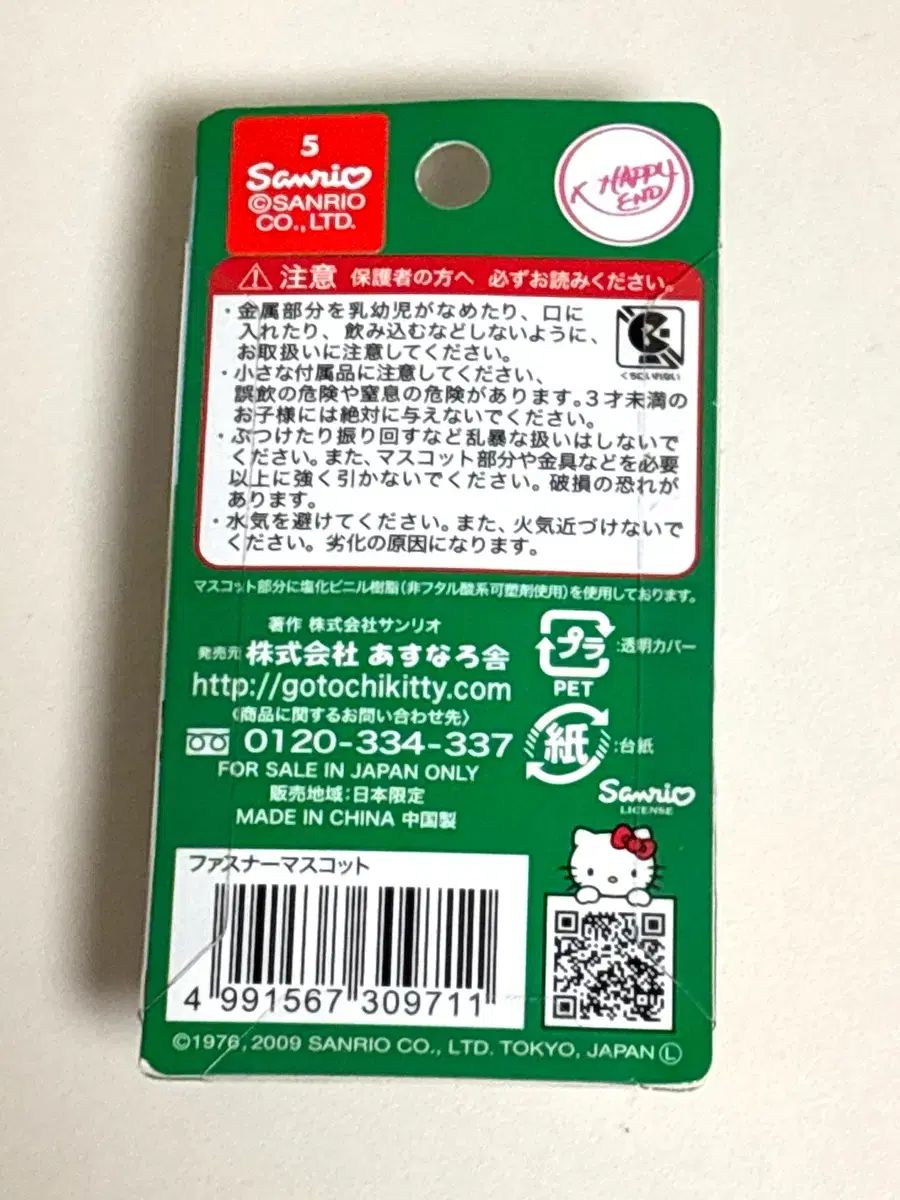 5
Sanrio
©SANRIO
CO.,LTD.
HAPPY
END
注意 保護者の方へ 必ずお読みください。
・金属部分を乳幼児がなめたり、口に
入れたり、飲み込むなどしないように、
お取扱いに注意してください。
・小さな付属品に注意してください、
誤飲の危険や窒息の危険があります。3才未満の
お子様には絶対に与えないでください。
・ぶつけたり振り回すなど乱暴な扱いはしないで
ください。また、マスコット部分や金具などを必要
以上に強く引かないでください。破損の恐れが
あります。
・水気を避けてください。また、火気近づけないで
ください。劣化の原因になります。
くちにいれない
マスコット部分に塩化ビニル樹脂(非フタル酸系可塑剤使用)を使用しております。
著作 株式会社サンリオ
発売元 株式会社 あすなろ舎
http://gotochikitty.com
〈商品に関するお問い合わせ先〉
0120-334-337
FOR SALE IN JAPAN ONLY
販売地域:日本限定
MADE IN CHINA 中国製
プラ :透明カバー
PET
紙 :台紙
Sanrio
LICENSE
ファスナーマスコット
4 991567 309711
©1976, 2009 SANRIO CO., LTD. TOKYO, JAPAN Ⓛ